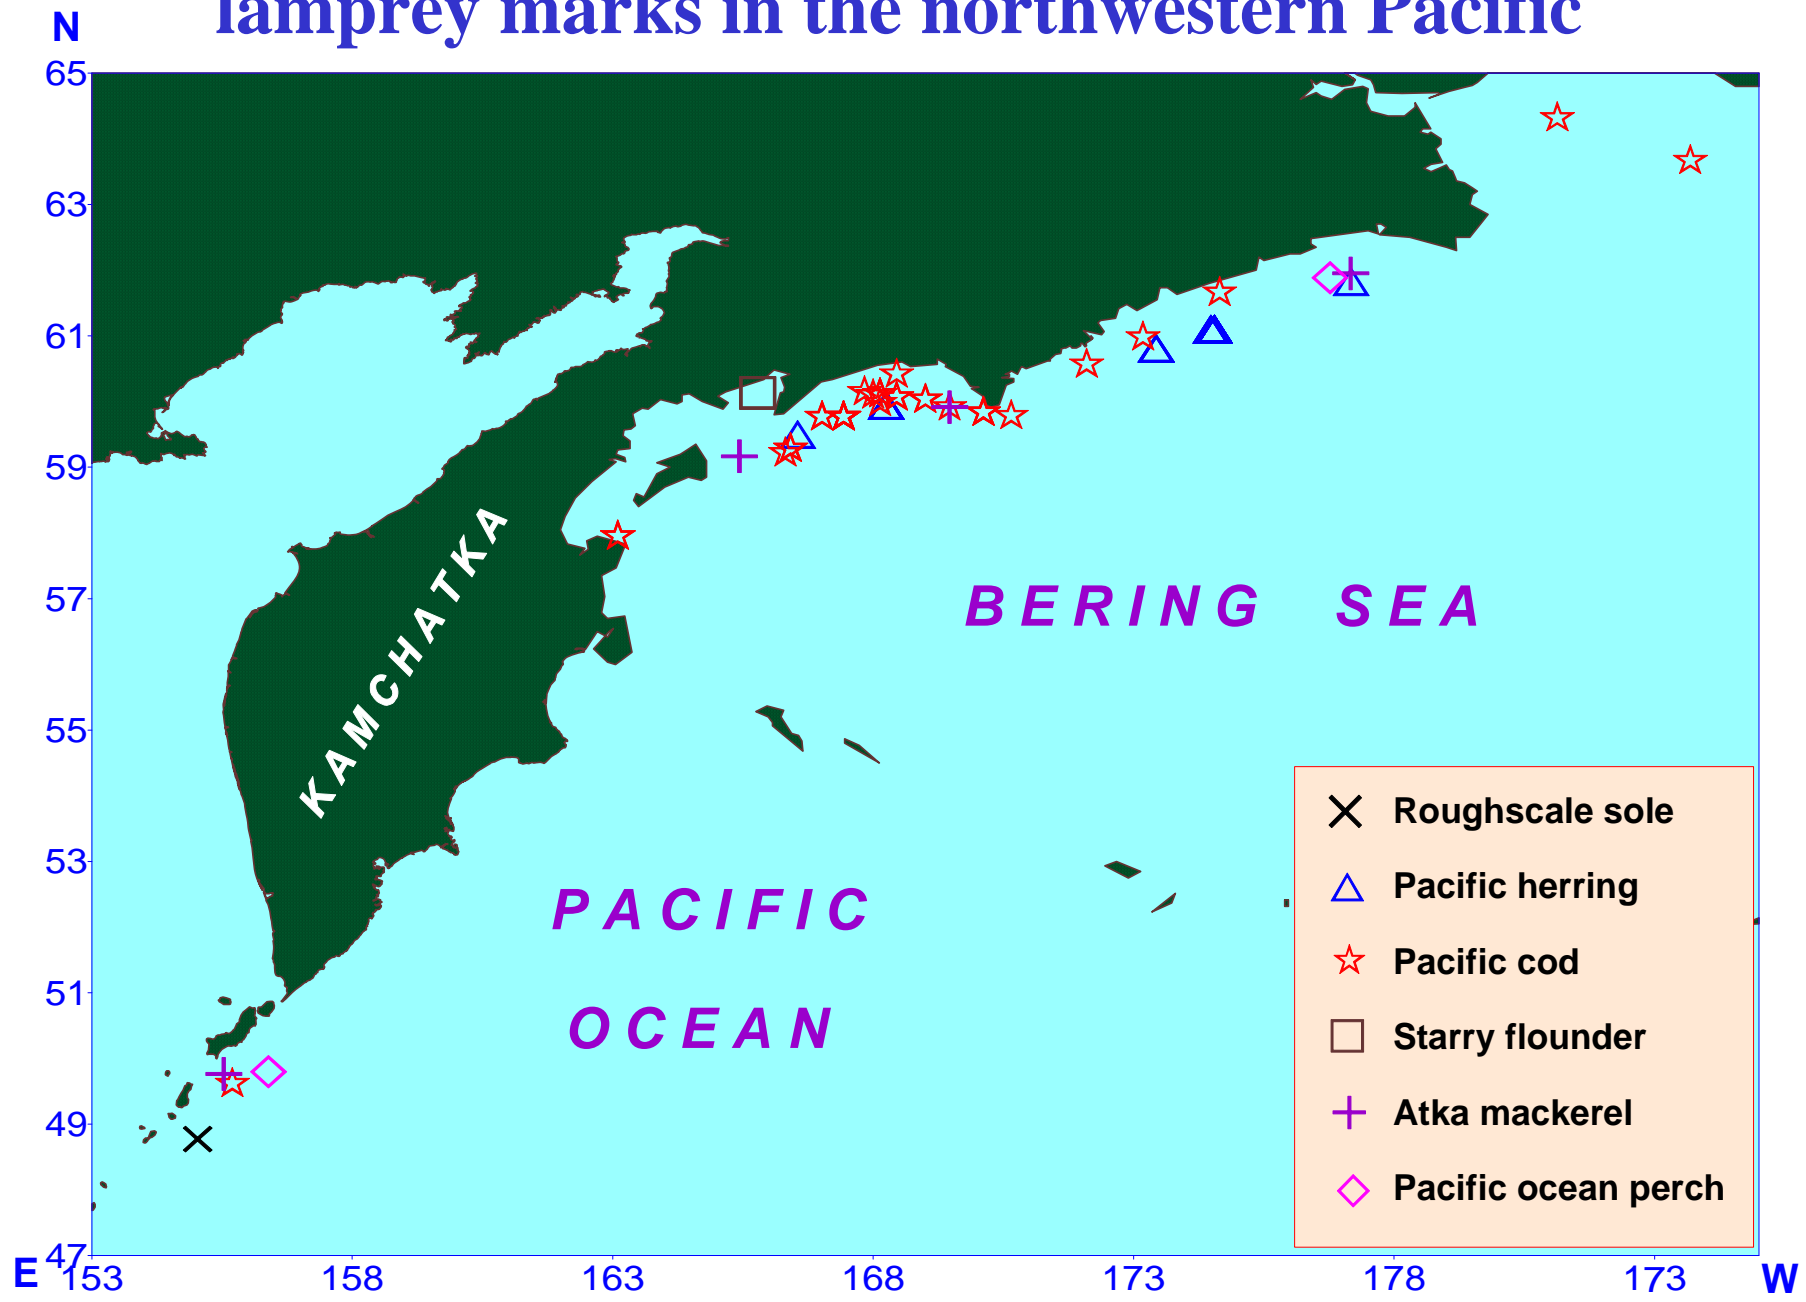 lamprey marks in the northwestern Pacific
N
65
63
61
59
57
55
53
51
49
47
KAMCHATKA
BERING SEA
PACIFIC
OCEAN
Roughscale sole
Pacific herring
Pacific cod
Starry flounder
Atka mackerel
Pacific ocean perch
E
153 158 163 168 173 178 173
W